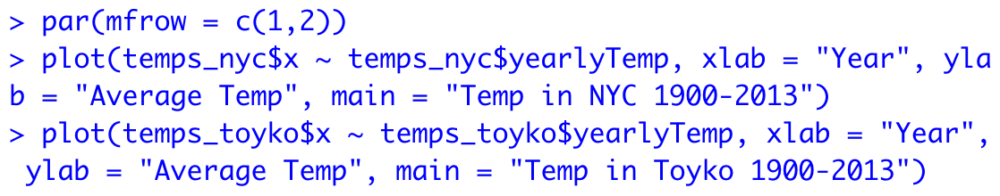 > par(mfrow = c(1,2))
> plot(temps_nyc$x ~ temps_nyc$yearlyTemp, xlab = "Year", yla
b = "Average Temp", main = "Temp in NYC 1900-2013")
> plot(temps_toyko$x ~ temps_toyko$yearlyTemp, xlab = "Year",
 ylab = "Average Temp", main = "Temp in Toyko 1900-2013")